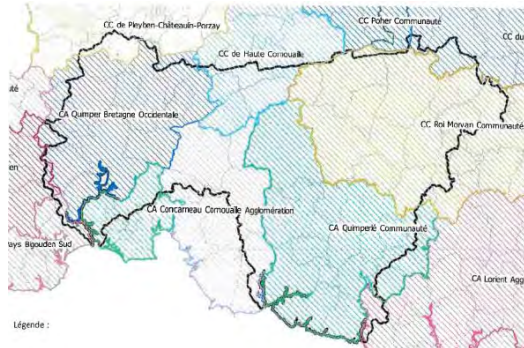 CC de Pleyben-Châteaulin-Porzay
CC Poher Communauté
CC de Haute Cornouaille
CC du
CA Quimper Bretagne Occidentale
CC Roi Morvan Communauté
CA Concarneau Cornouaille Agglomération
CA Quimperlé Communauté
Pays Bigouden Sud
CA Lorient Agg
Légende :